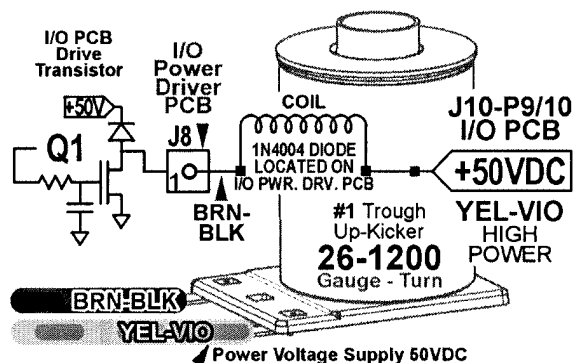 I/O PCB
Drive
Transistor
+50V
Q1
I/O
Power
Driver
PCB
J8
1
BRN-
BLK
COIL
1N4004 DIODE
LOCATED ON
I/O PWR. DRV. PCB
#1 Trough
Up-Kicker
26-1200
Gauge - Turn
J10-P9/10
I/O PCB
+50VDC
YEL-VIO
HIGH
POWER
BRN-BLK
YEL-VIO
Power Voltage Supply 50VDC